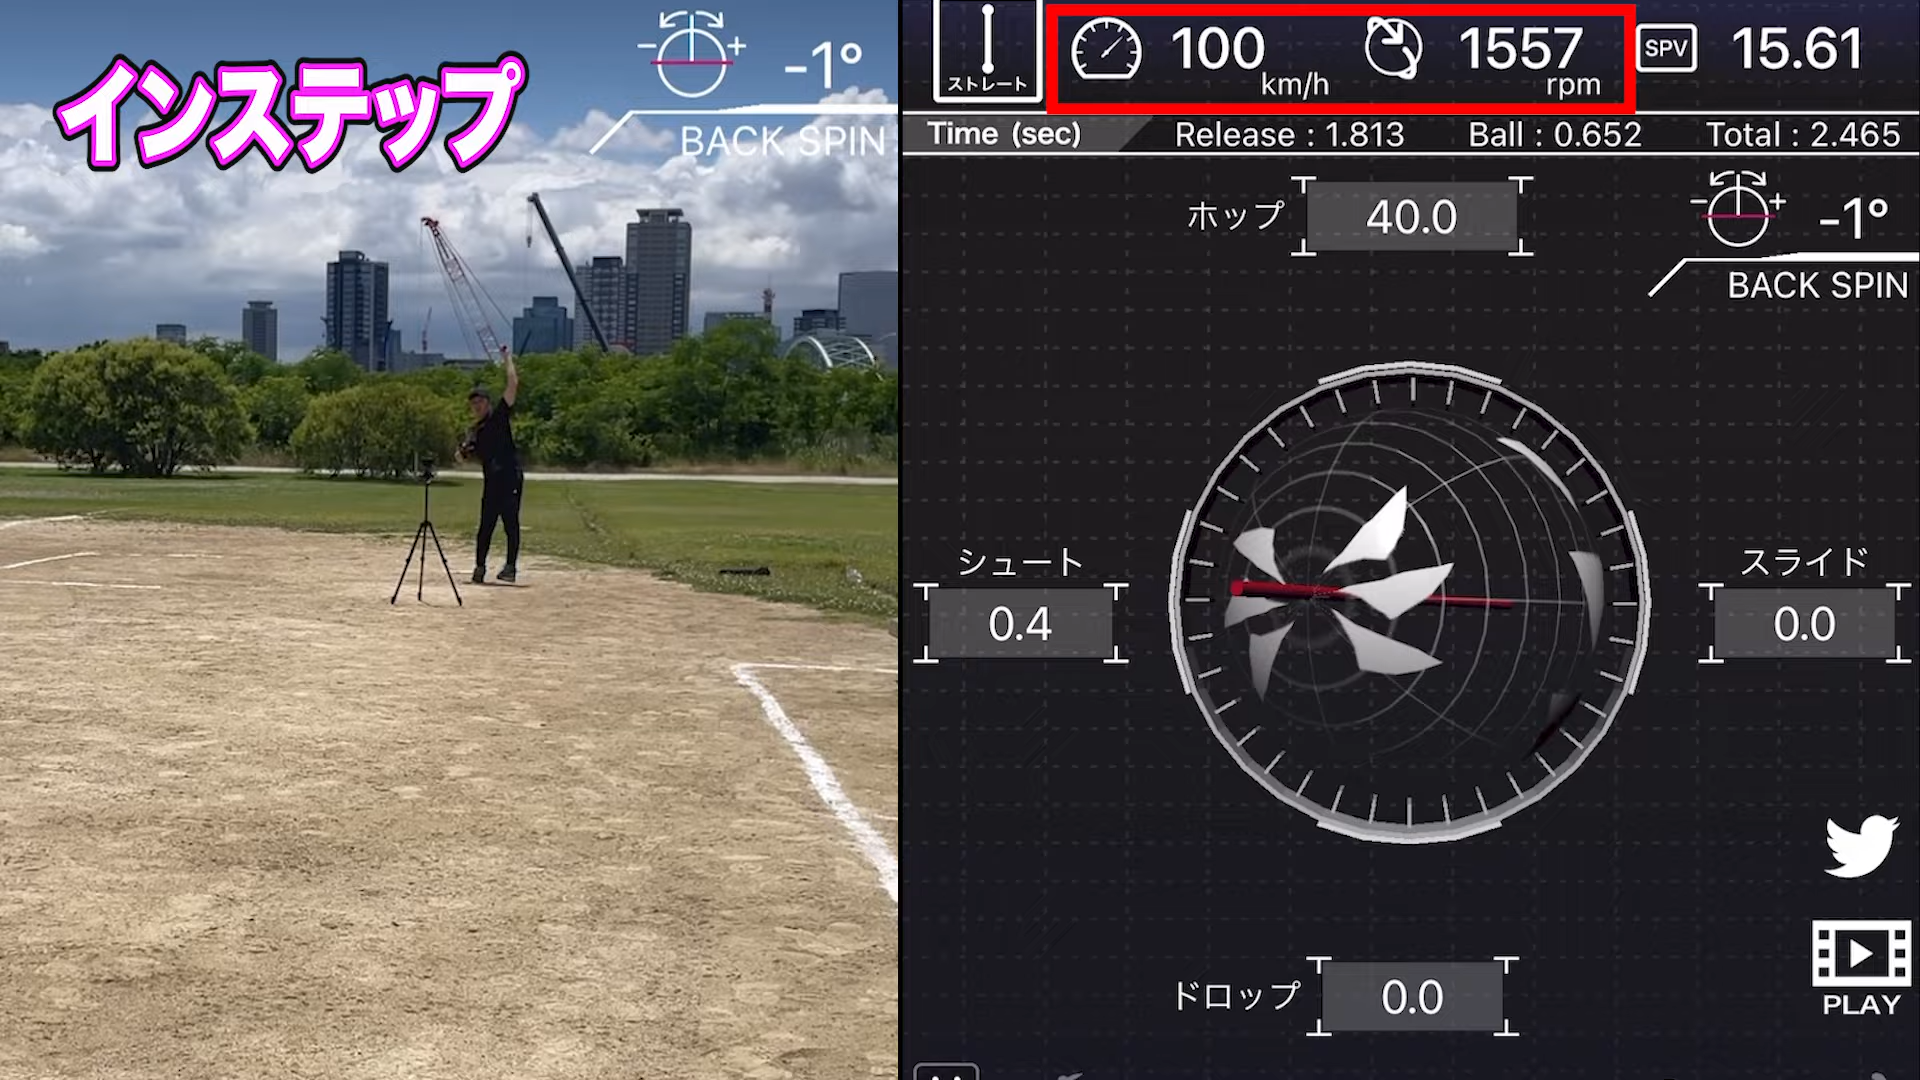 インステップ
-1°
BACK SPIN
ストレート
100 km/h
1557 rpm
SPV 15.61
Time (sec) Release : 1.813 Ball : 0.652 Total : 2.465
ホップ 40.0
-1°
BACK SPIN
シュート
0.4
スライド
0.0
ドロップ 0.0
PLAY